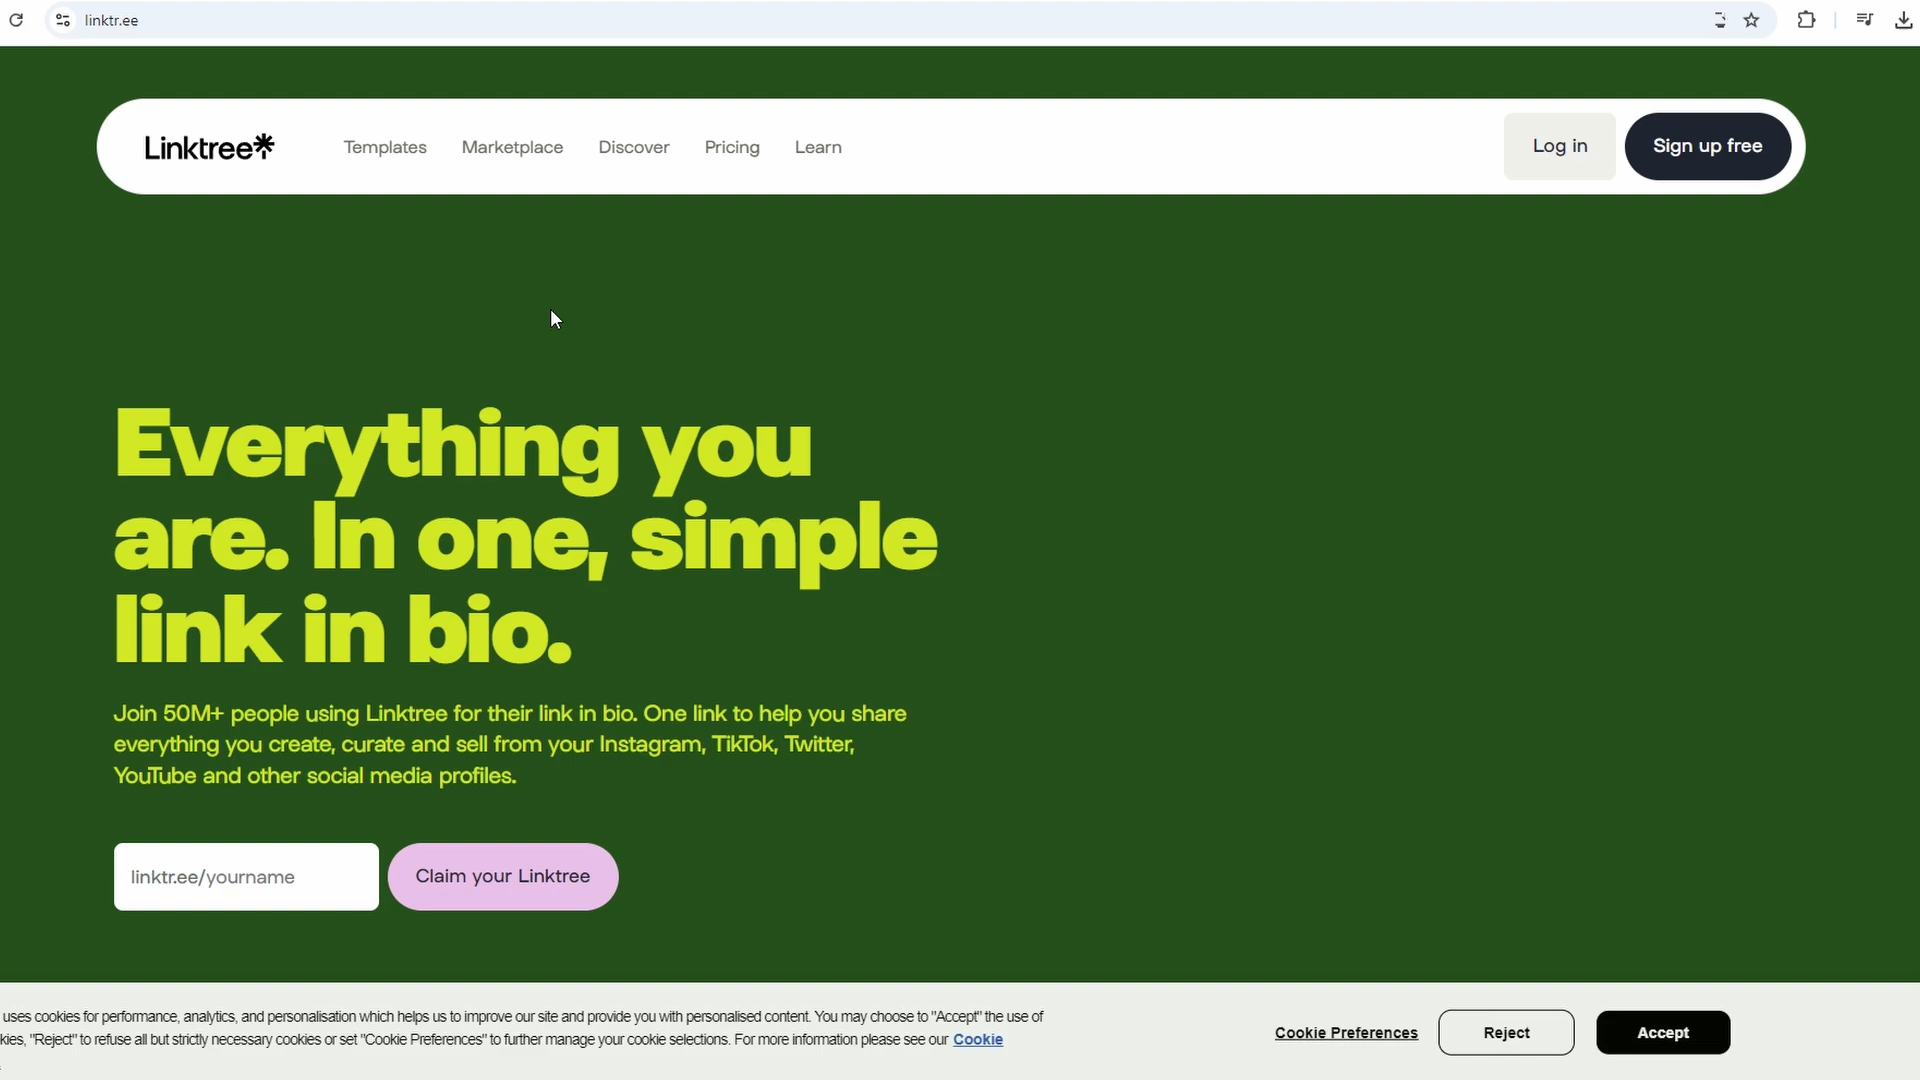 linktr.ee
Linktree
Templates
Marketplace
Discover
Pricing
Learn
Log in
Sign up free
Everything you
are. In one, simple
link in bio.
Join 50M+ people using Linktree for their link in bio. One link to help you share
everything you create, curate and sell from your Instagram, TikTok, Twitter,
YouTube and other social media profiles.
linktr.ee/yourname
Claim your Linktree
uses cookies for performance, analytics, and personalisation which helps us to improve our site and provide you with personalised content. You may choose to "Accept" the use of
kies, "Reject" to refuse all but strictly necessary cookies or set "Cookie Preferences" to further manage your cookie selections. For more information please see our Cookie
Cookie Preferences
Reject
Accept